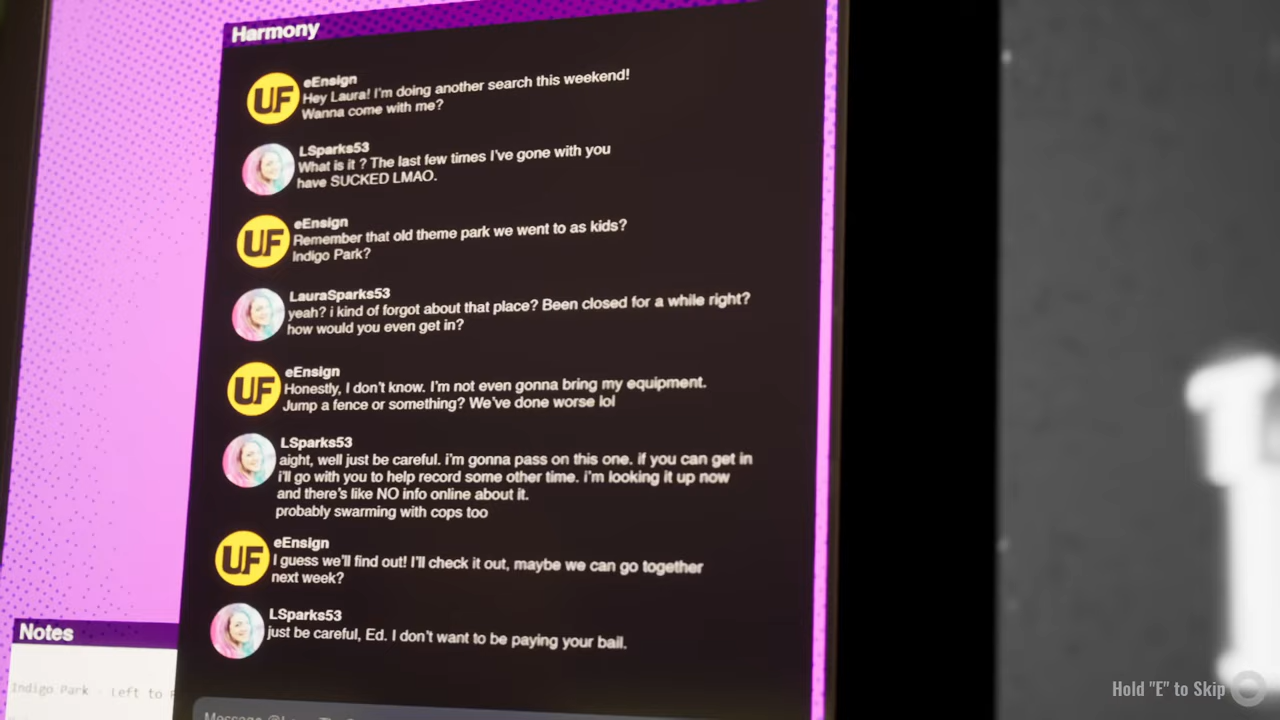 Harmony
UF
eEnsign
Hey Laura! I'm doing another search this weekend!
Wanna come with me?
LSparks53
What is it ? The last few times I've gone with you
have SUCKED LMAO.
UF
eEnsign
Remember that old theme park we went to as kids?
Indigo Park?
LauraSparks53
yeah? i kind of forgot about that place? Been closed for a while right?
how would you even get in?
UF
eEnsign
Honestly, I don't know. I'm not even gonna bring my equipment.
Jump a fence or something? We've done worse lol
LSparks53
aight, well just be careful. i'm gonna pass on this one. if you can get in
i'll go with you to help record some other time. i'm looking it up now
and there's like NO info online about it.
probably swarming with cops too
UF
eEnsign
I guess we'll find out! I'll check it out, maybe we can go together
next week?
LSparks53
just be careful, Ed. I don't want to be paying your bail.
Notes
Indigo Park - Left to
Message
Hold "E" to Skip